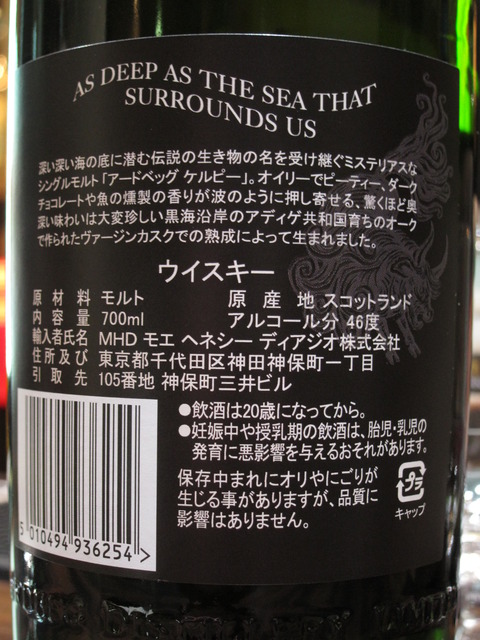 AS DEEP AS THE SEA THAT
SURROUNDS US
深い深い海の底に潜む伝説の生き物の名を受け継ぐミステリアスな
シングルモルト「アードベッグ ケルピー」。オイリーでピーティー、ダーク
チョコレートや魚の燻製の香りが波のように押し寄せる、驚くほど奥
深い味わいは大変珍しい黒海沿岸のアディゲ共和国育ちのオーク
で作られたヴァージンカスクでの熟成によって生まれました。
ウイスキー
原材料 モルト 原産地 スコットランド
内容量 700ml アルコール分 46度
輸入者氏名 MHD モエ ヘネシー ディアジオ株式会社
住所及び 東京都千代田区神田神保町一丁目
引取先 105番地 神保町三井ビル
●飲酒は20歳になってから。
●妊娠中や授乳期の飲酒は、胎児・乳児の
発育に悪影響を与えるおそれがあります。
保存中まれにオリやにごりが
生じる事がありますが、品質に
影響はありません。
キャップ
5 010494 936254 >